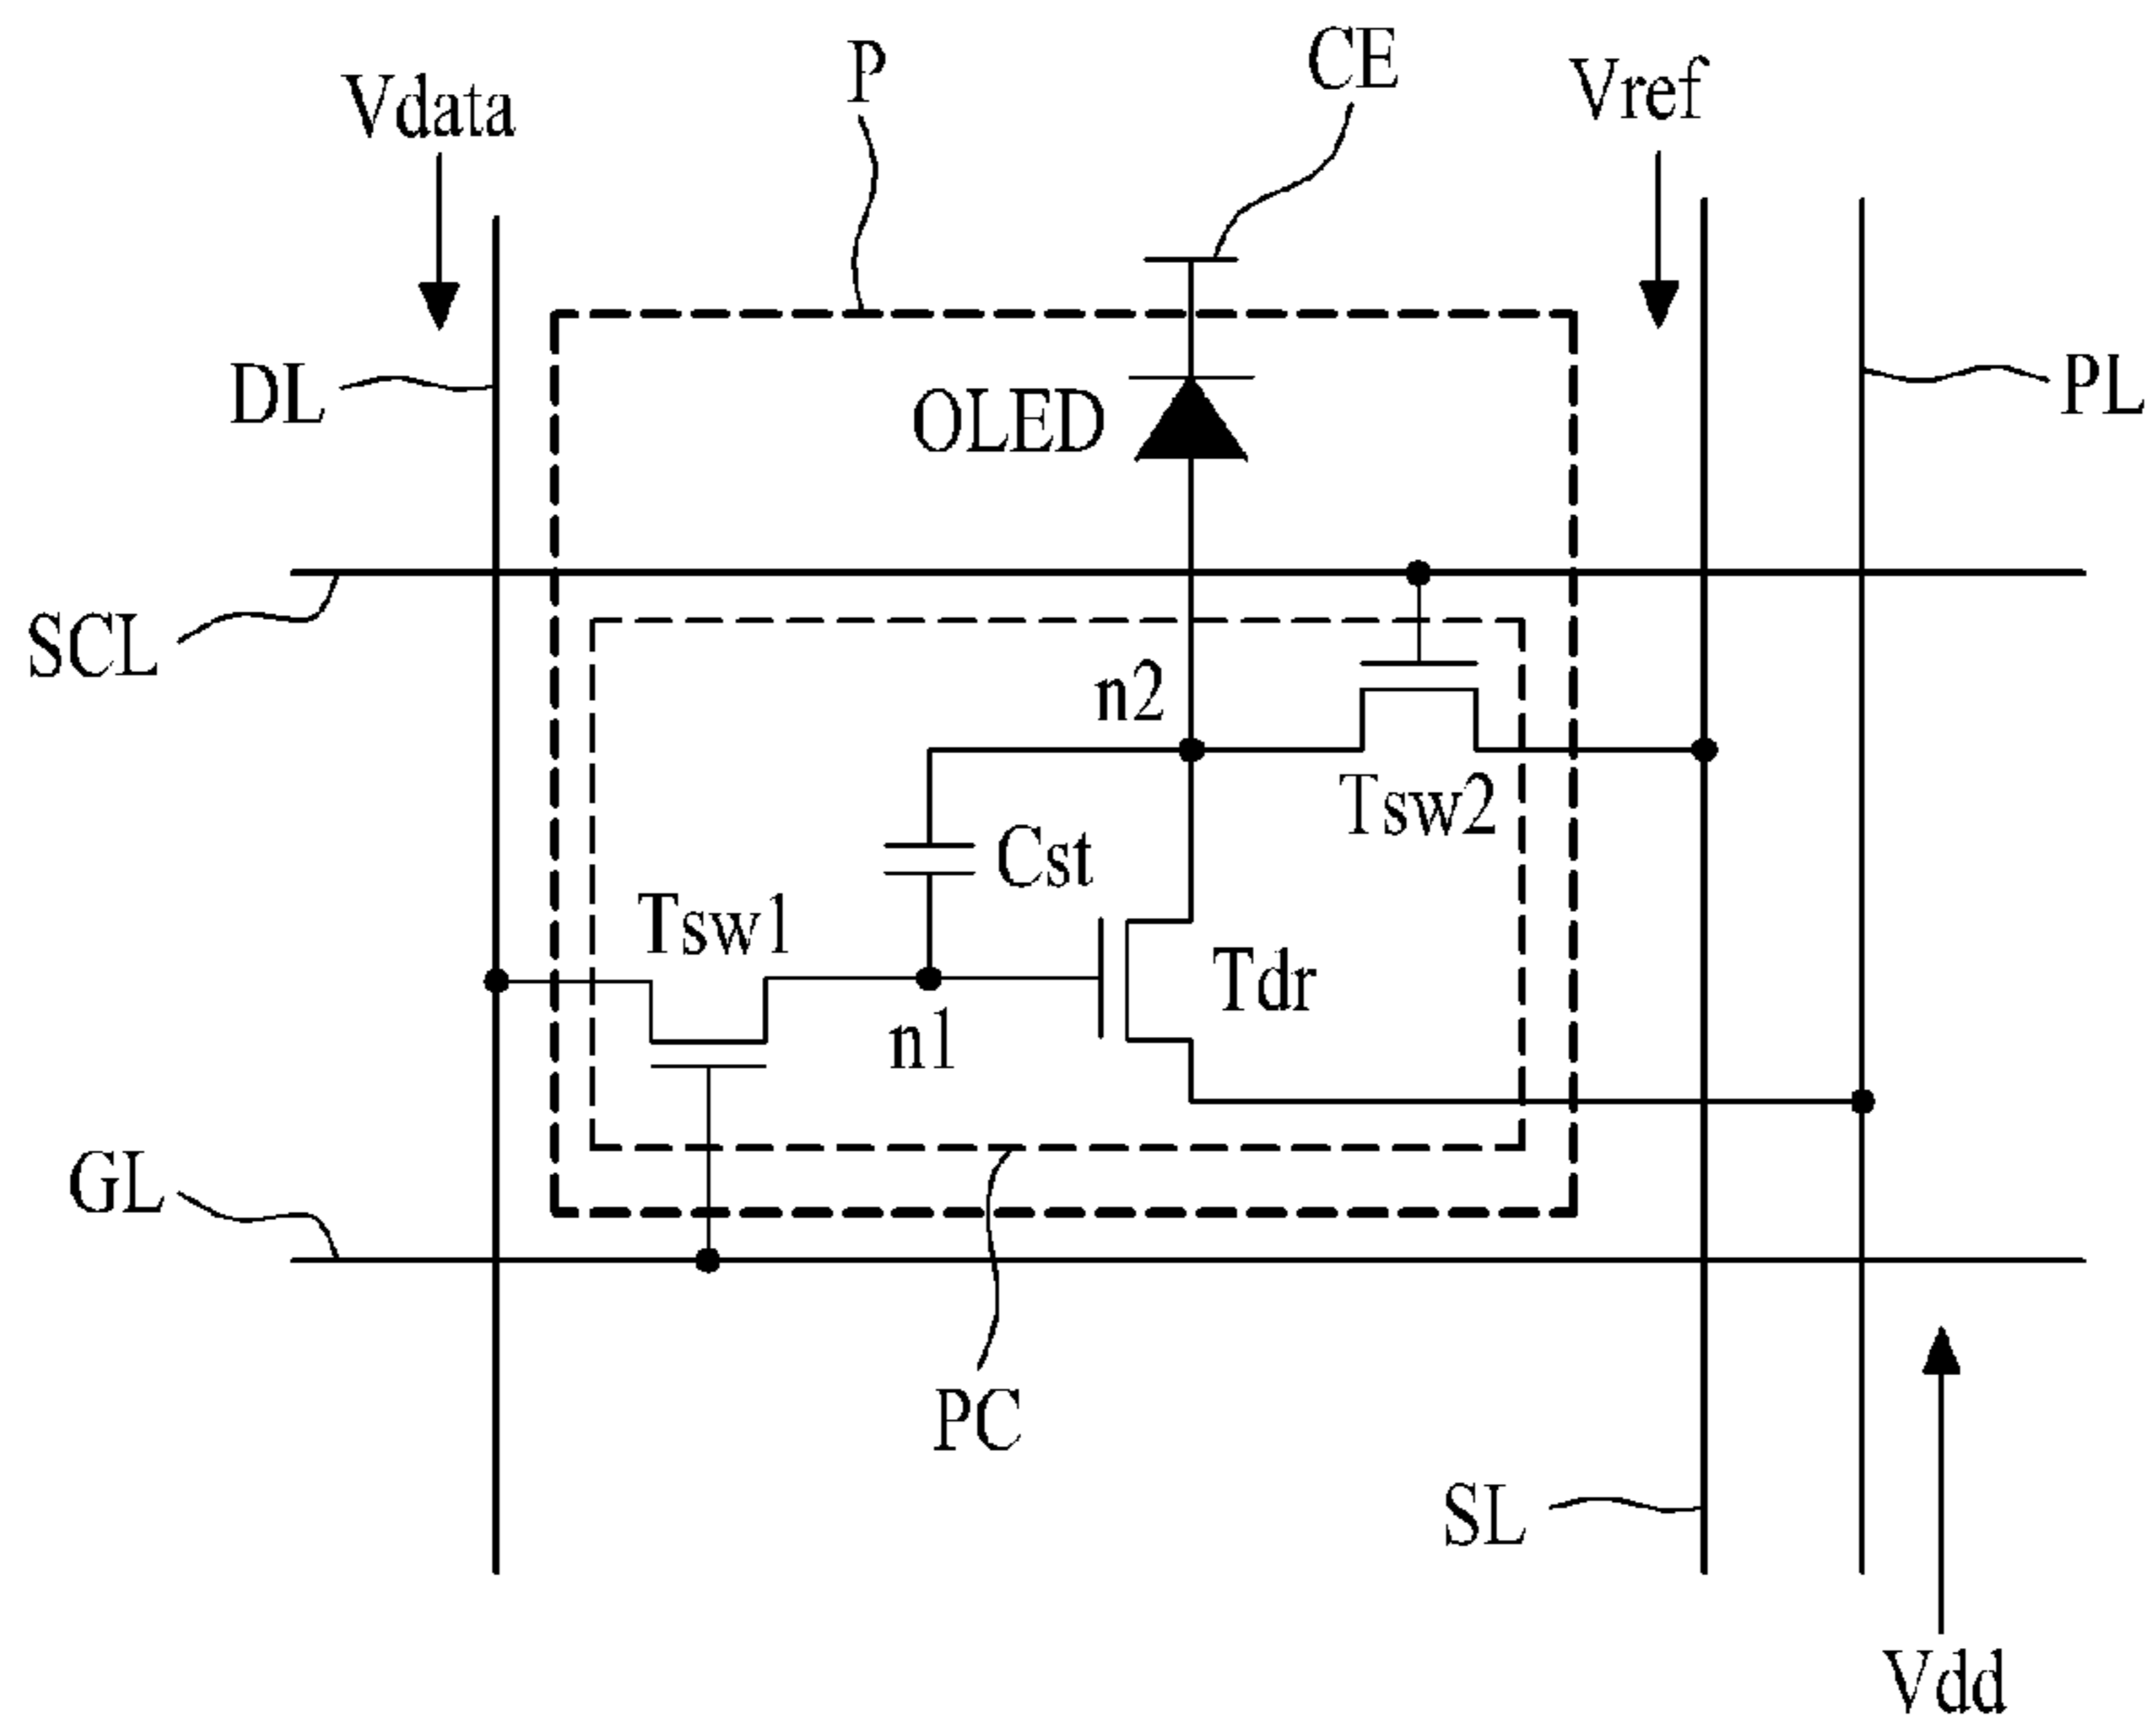 P
CE
Vdata
Vref
DL
OLED
PL
SCL
n2
Tsw2
Cst
Tsw1
Tdr
n1
GL
PC
SL
Vdd